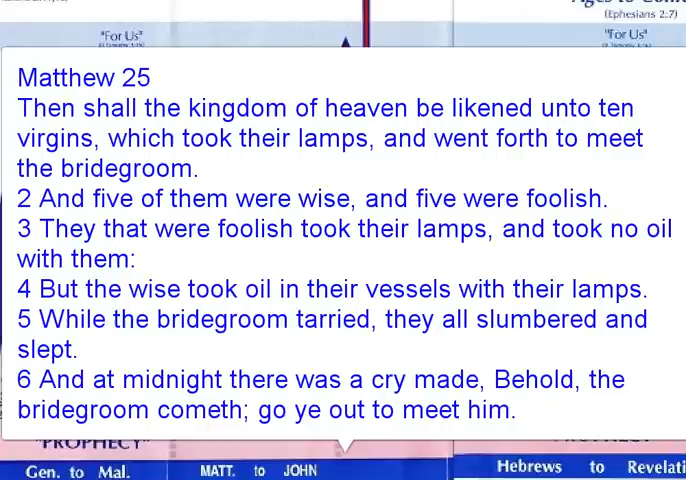 (Ephesians 2:7)
"For Us"
"For Us"
Matthew 25
Then shall the kingdom of heaven be likened unto ten
virgins, which took their lamps, and went forth to meet
the bridegroom.
2 And five of them were wise, and five were foolish.
3 They that were foolish took their lamps, and took no oil
with them:
4 But the wise took oil in their vessels with their lamps.
5 While the bridegroom tarried, they all slumbered and
slept.
6 And at midnight there was a cry made, Behold, the
bridegroom cometh; go ye out to meet him.
"PROPHECY"
Gen. to Mal.
MATT. to JOHN
Hebrews to Revelati